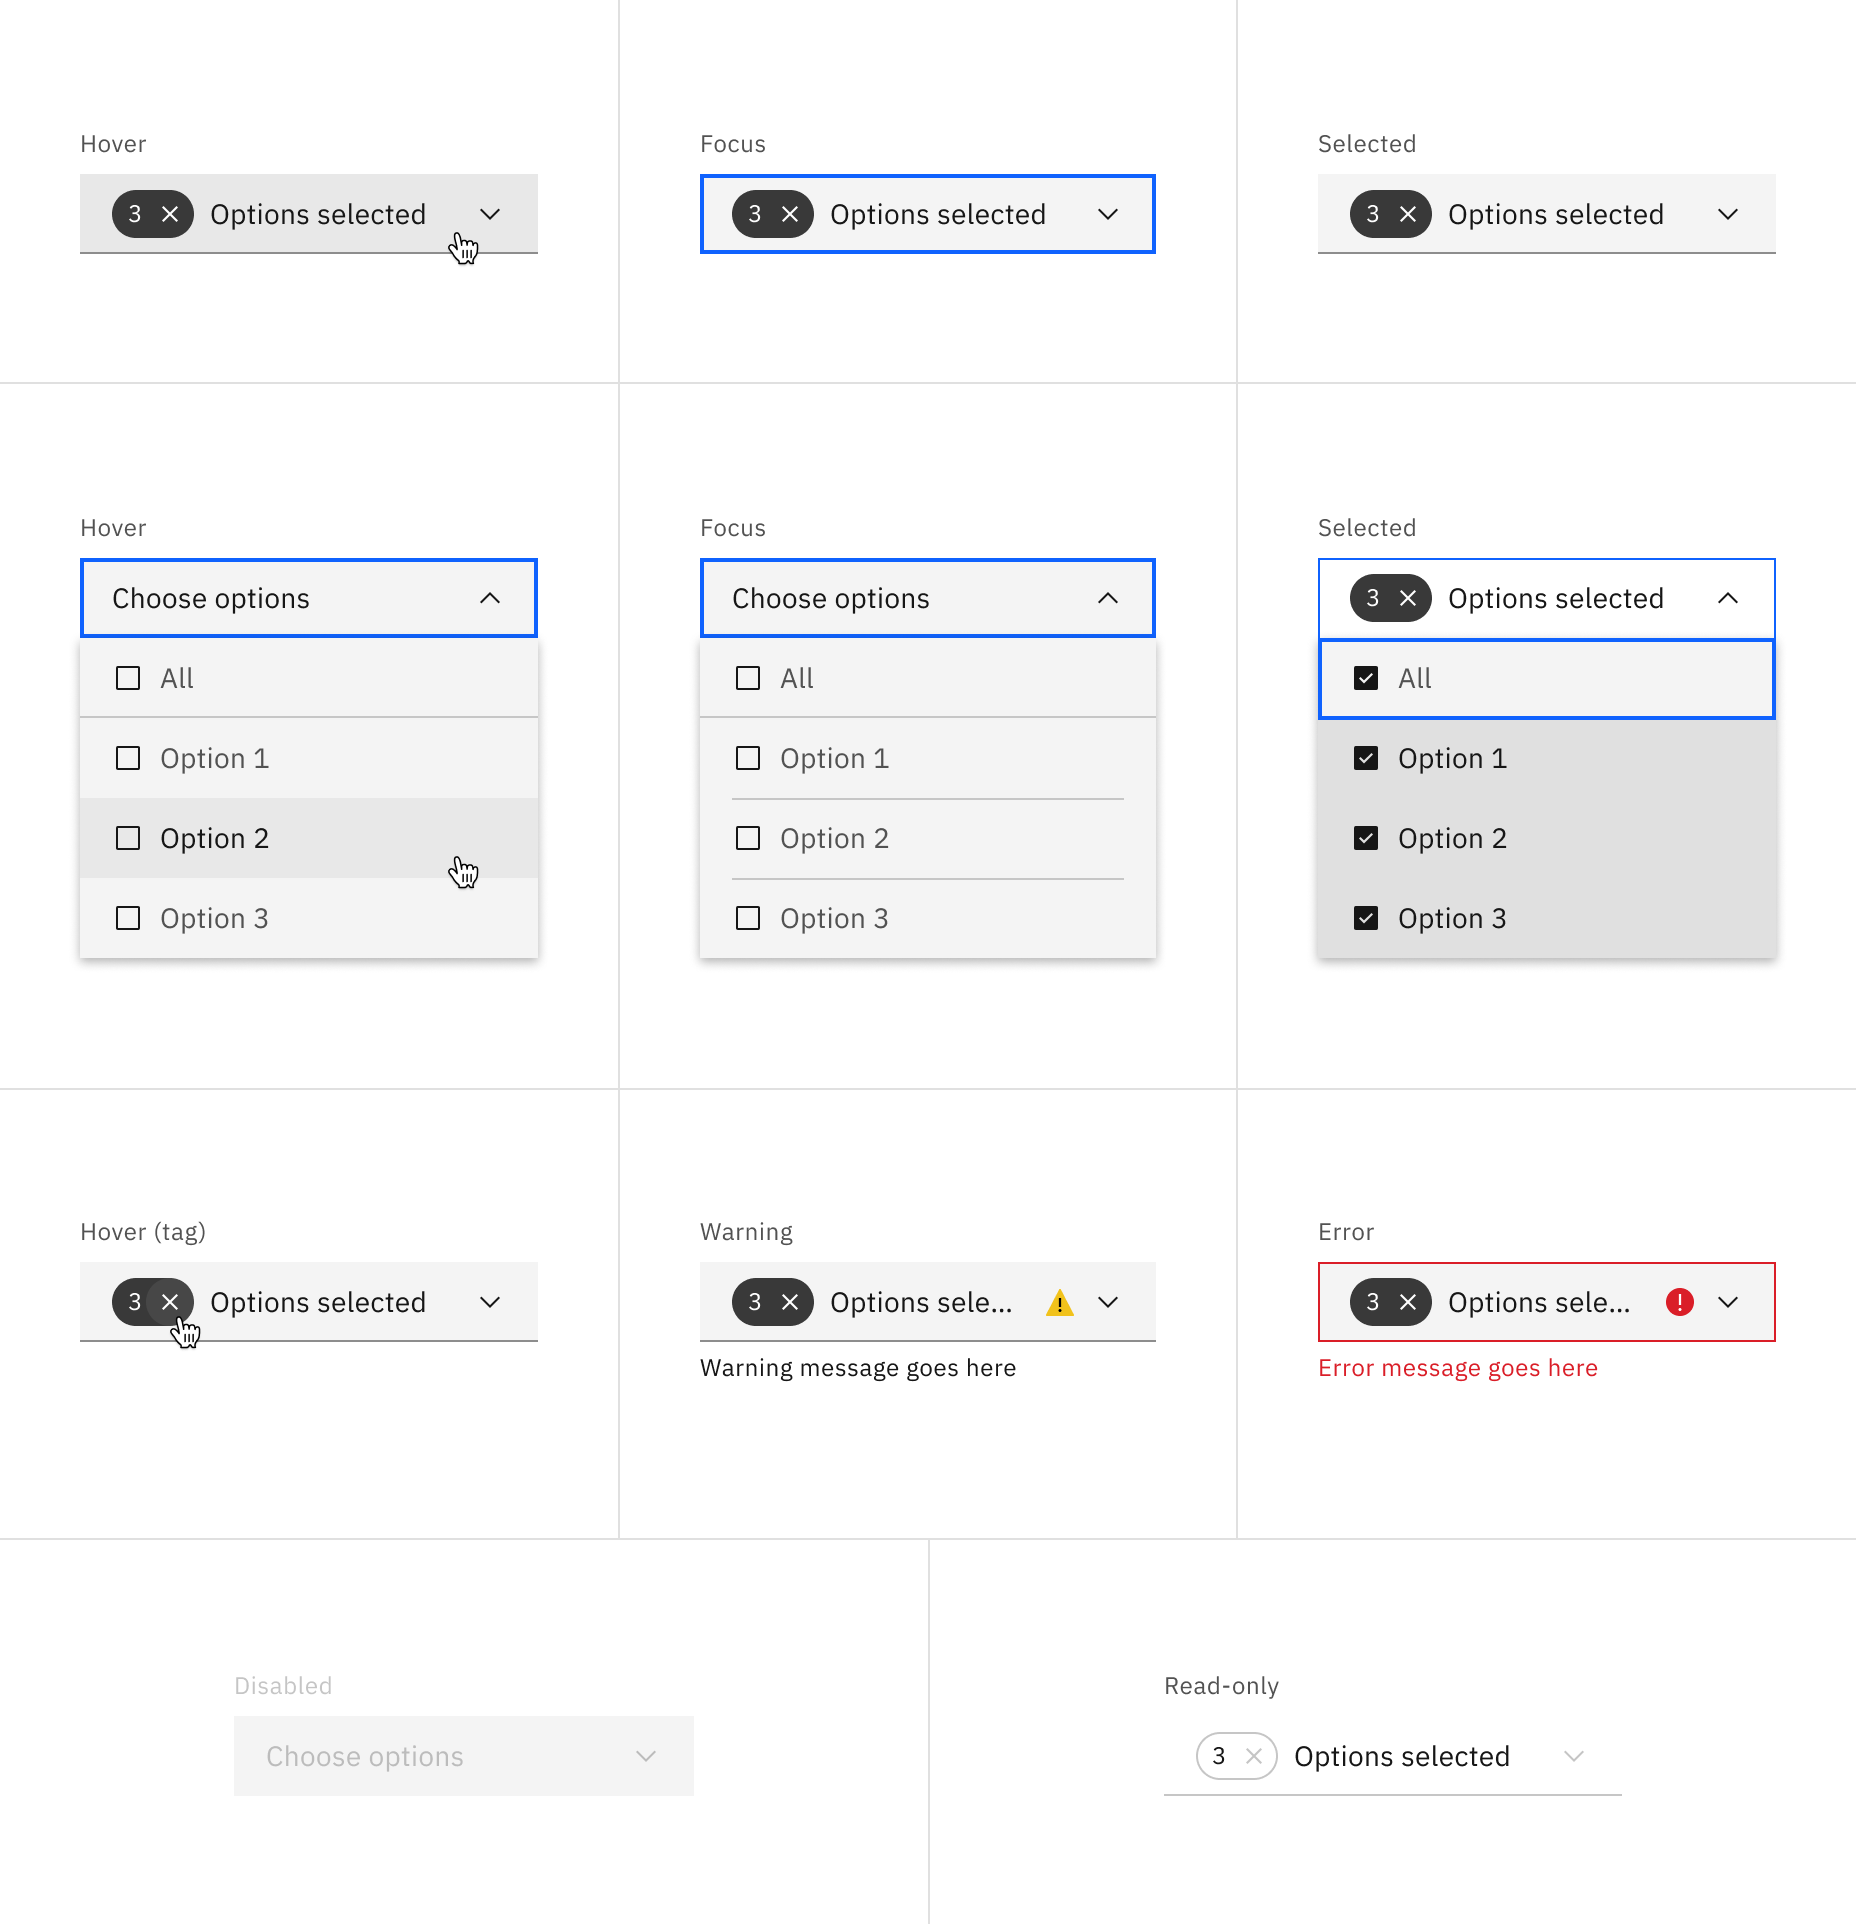 Hover
3 Options selected
Focus
3 Options selected
Selected
3 Options selected
Hover
Choose options
All
Option 1
Option 2
Option 3
Focus
Choose options
All
Option 1
Option 2
Option 3
Selected
3 Options selected
All
Option 1
Option 2
Option 3
Hover (tag)
3 Options selected
Warning
3 Options sele...
Warning message goes here
Error
3 Options sele...
Error message goes here
Disabled
Choose options
Read-only
3 Options selected